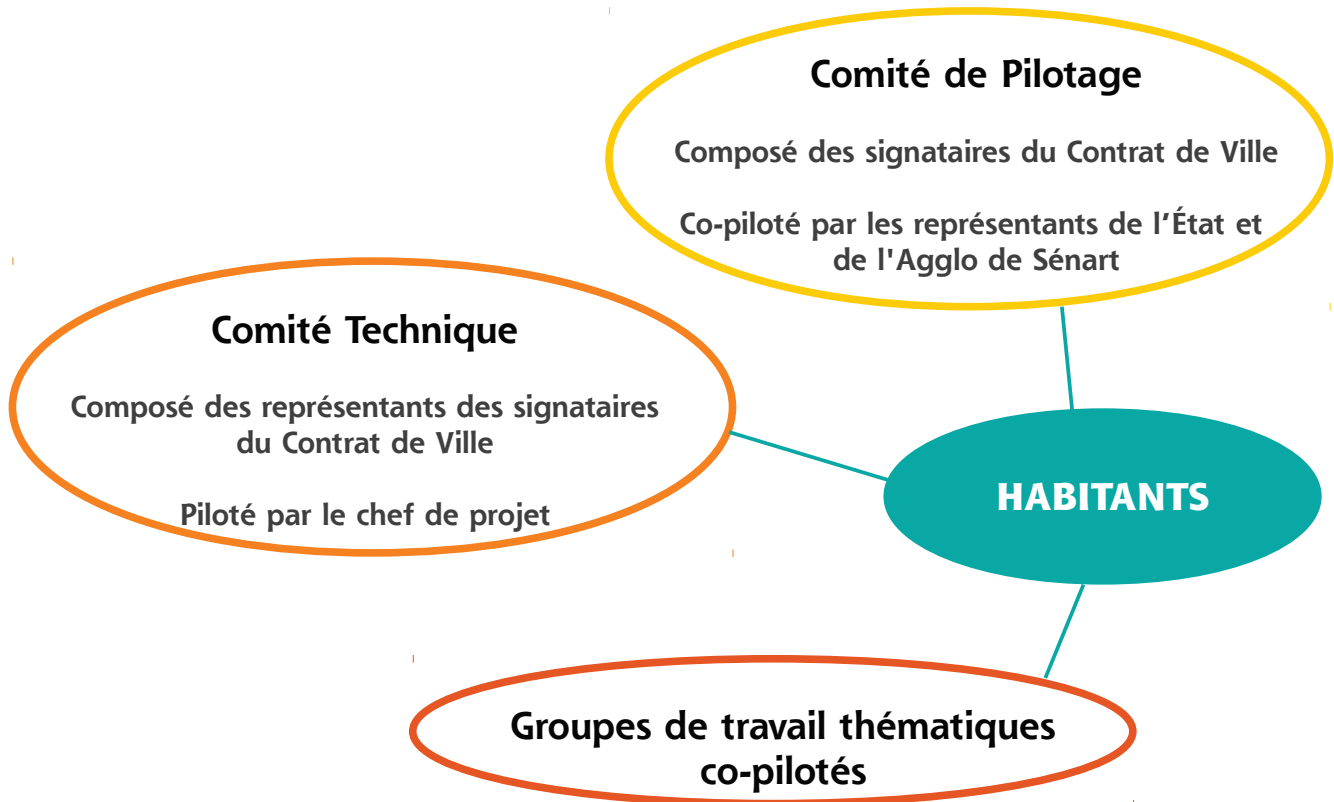 Comité de Pilotage
Composé des signataires du Contrat de Ville
Co-piloté par les représentants de l’État et
de l'Agglo de Sénart
Comité Technique
Composé des représentants des signataires
du Contrat de Ville
Piloté par le chef de projet
HABITANTS
Groupes de travail thématiques
co-pilotés